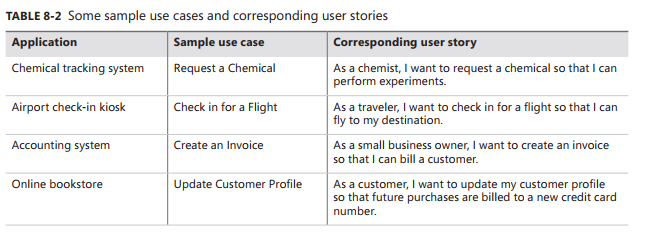 TABLE 8-2 Some sample use cases and corresponding user stories
Application Sample use case Corresponding user story
Chemical tracking system Request a Chemical As a chemist, I want to request a chemical so that I can
perform experiments.
Airport check-in kiosk Check in for a Flight As a traveler, I want to check in for a flight so that I can
fly to my destination.
Accounting system Create an Invoice As a small business owner, I want to create an invoice
so that I can bill a customer.
Online bookstore Update Customer Profile As a customer, I want to update my customer profile
so that future purchases are billed to a new credit card
number.